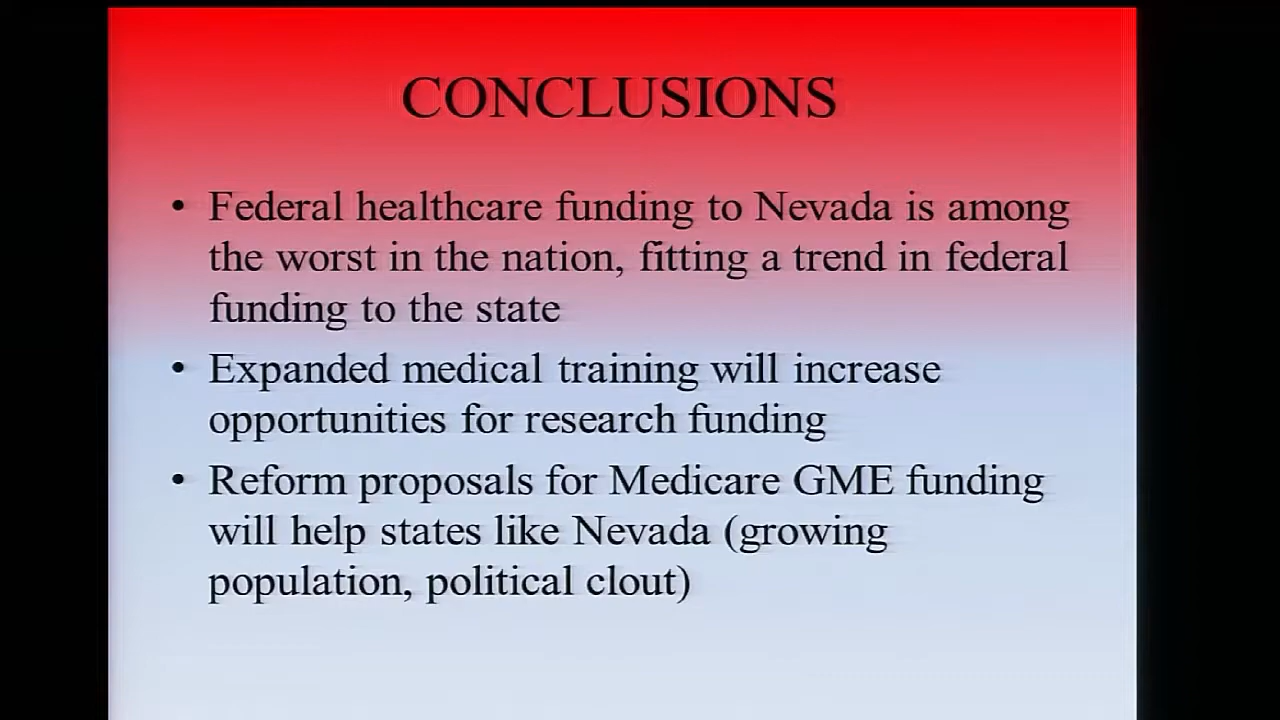 CONCLUSIONS
• Federal healthcare funding to Nevada is among
the worst in the nation, fitting a trend in federal
funding to the state
• Expanded medical training will increase
opportunities for research funding
• Reform proposals for Medicare GME funding
will help states like Nevada (growing
population, political clout)